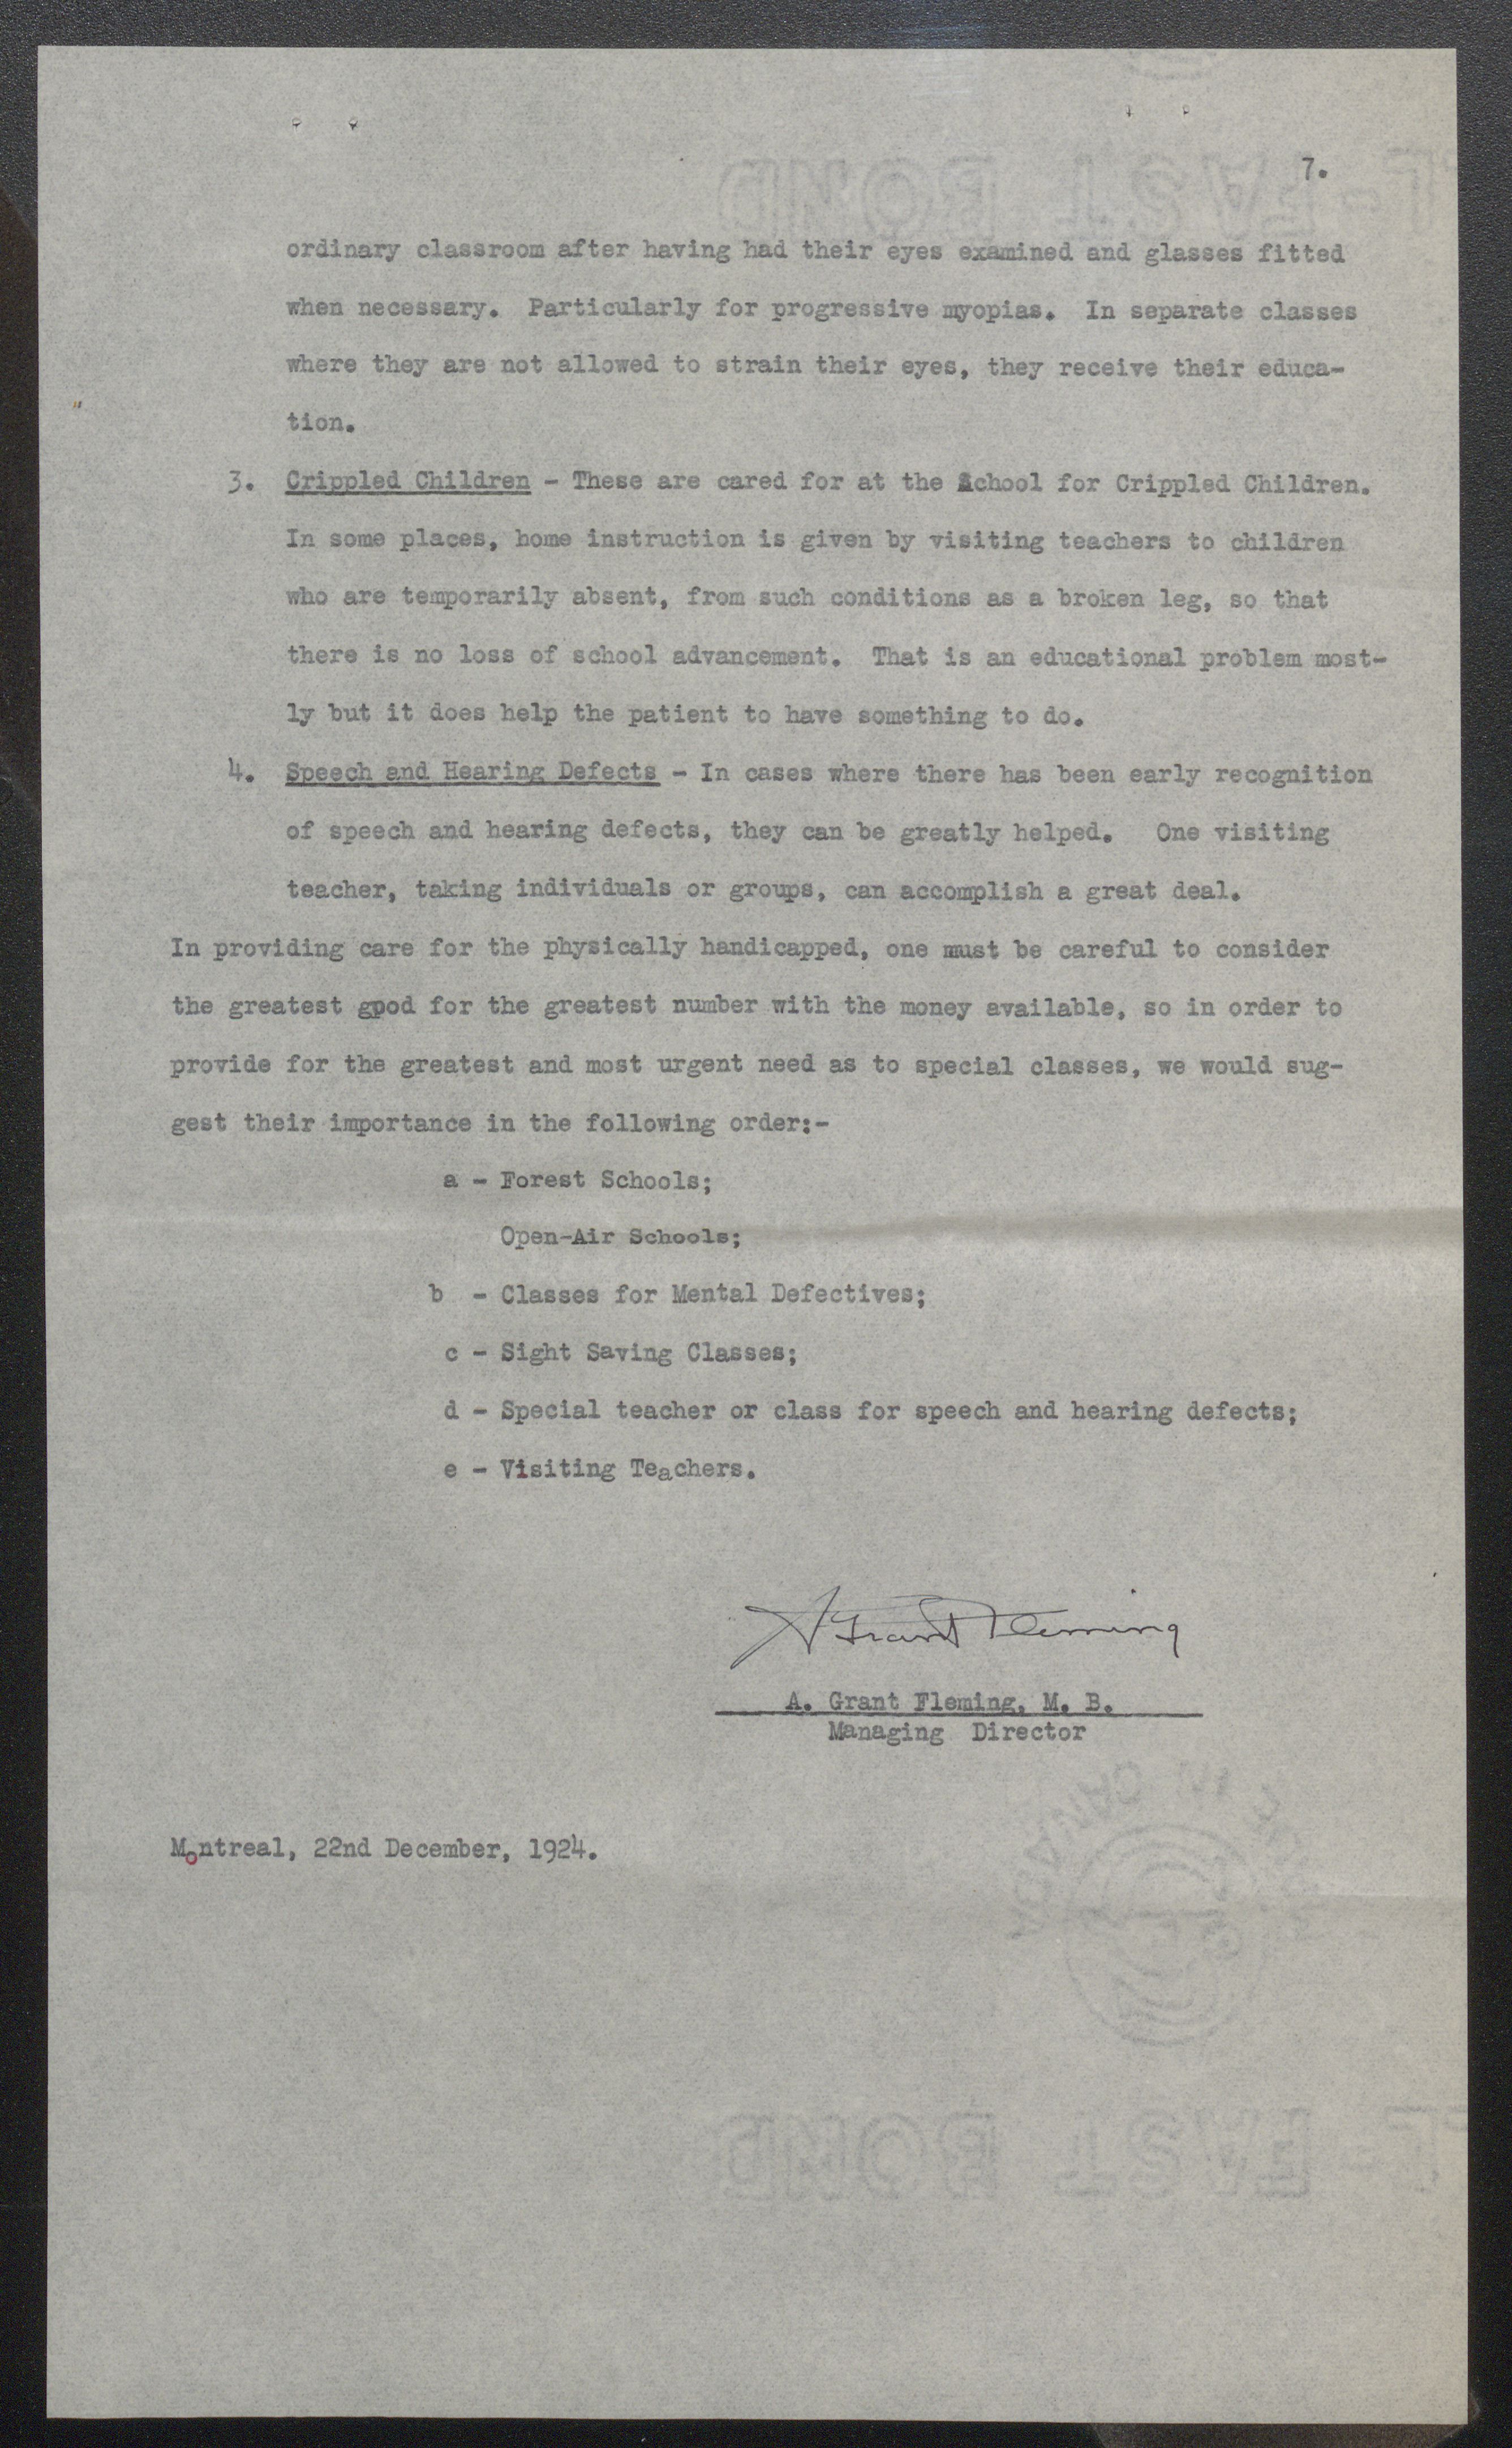 7.
ordinary classroom after having had their eyes examined and glasses fitted
when necessary. Particularly for progressive myopias. In separate classes
where they are not allowed to strain their eyes, they receive their educa-
tion.
3. Crippled Children - These are cared for at the School for Crippled Children.
In some places, home instruction is given by visiting teachers to children
who are temporarily absent, from such conditions as a broken leg, so that
there is no loss of school advancement. That is an educational problem most-
ly but it does help the patient to have something to do.
4. Speech and Hearing Defects - In cases where there has been early recognition
of speech and hearing defects, they can be greatly helped. One visiting
teacher, taking individuals or groups, can accomplish a great deal.
In providing care for the physically handicapped, one must be careful to consider
the greatest gpod for the greatest number with the money available, so in order to
provide for the greatest and most urgent need as to special classes, we would sug-
gest their importance in the following order:-
a - Forest Schools;
Open-Air Schools;
b - Classes for Mental Defectives;
c - Sight Saving Classes;
d - Special teacher or class for speech and hearing defects;
e - Visiting Teachers.
A Grant Fleming
A. Grant Fleming, M. B.
Managing Director
Montreal, 22nd December, 1924.